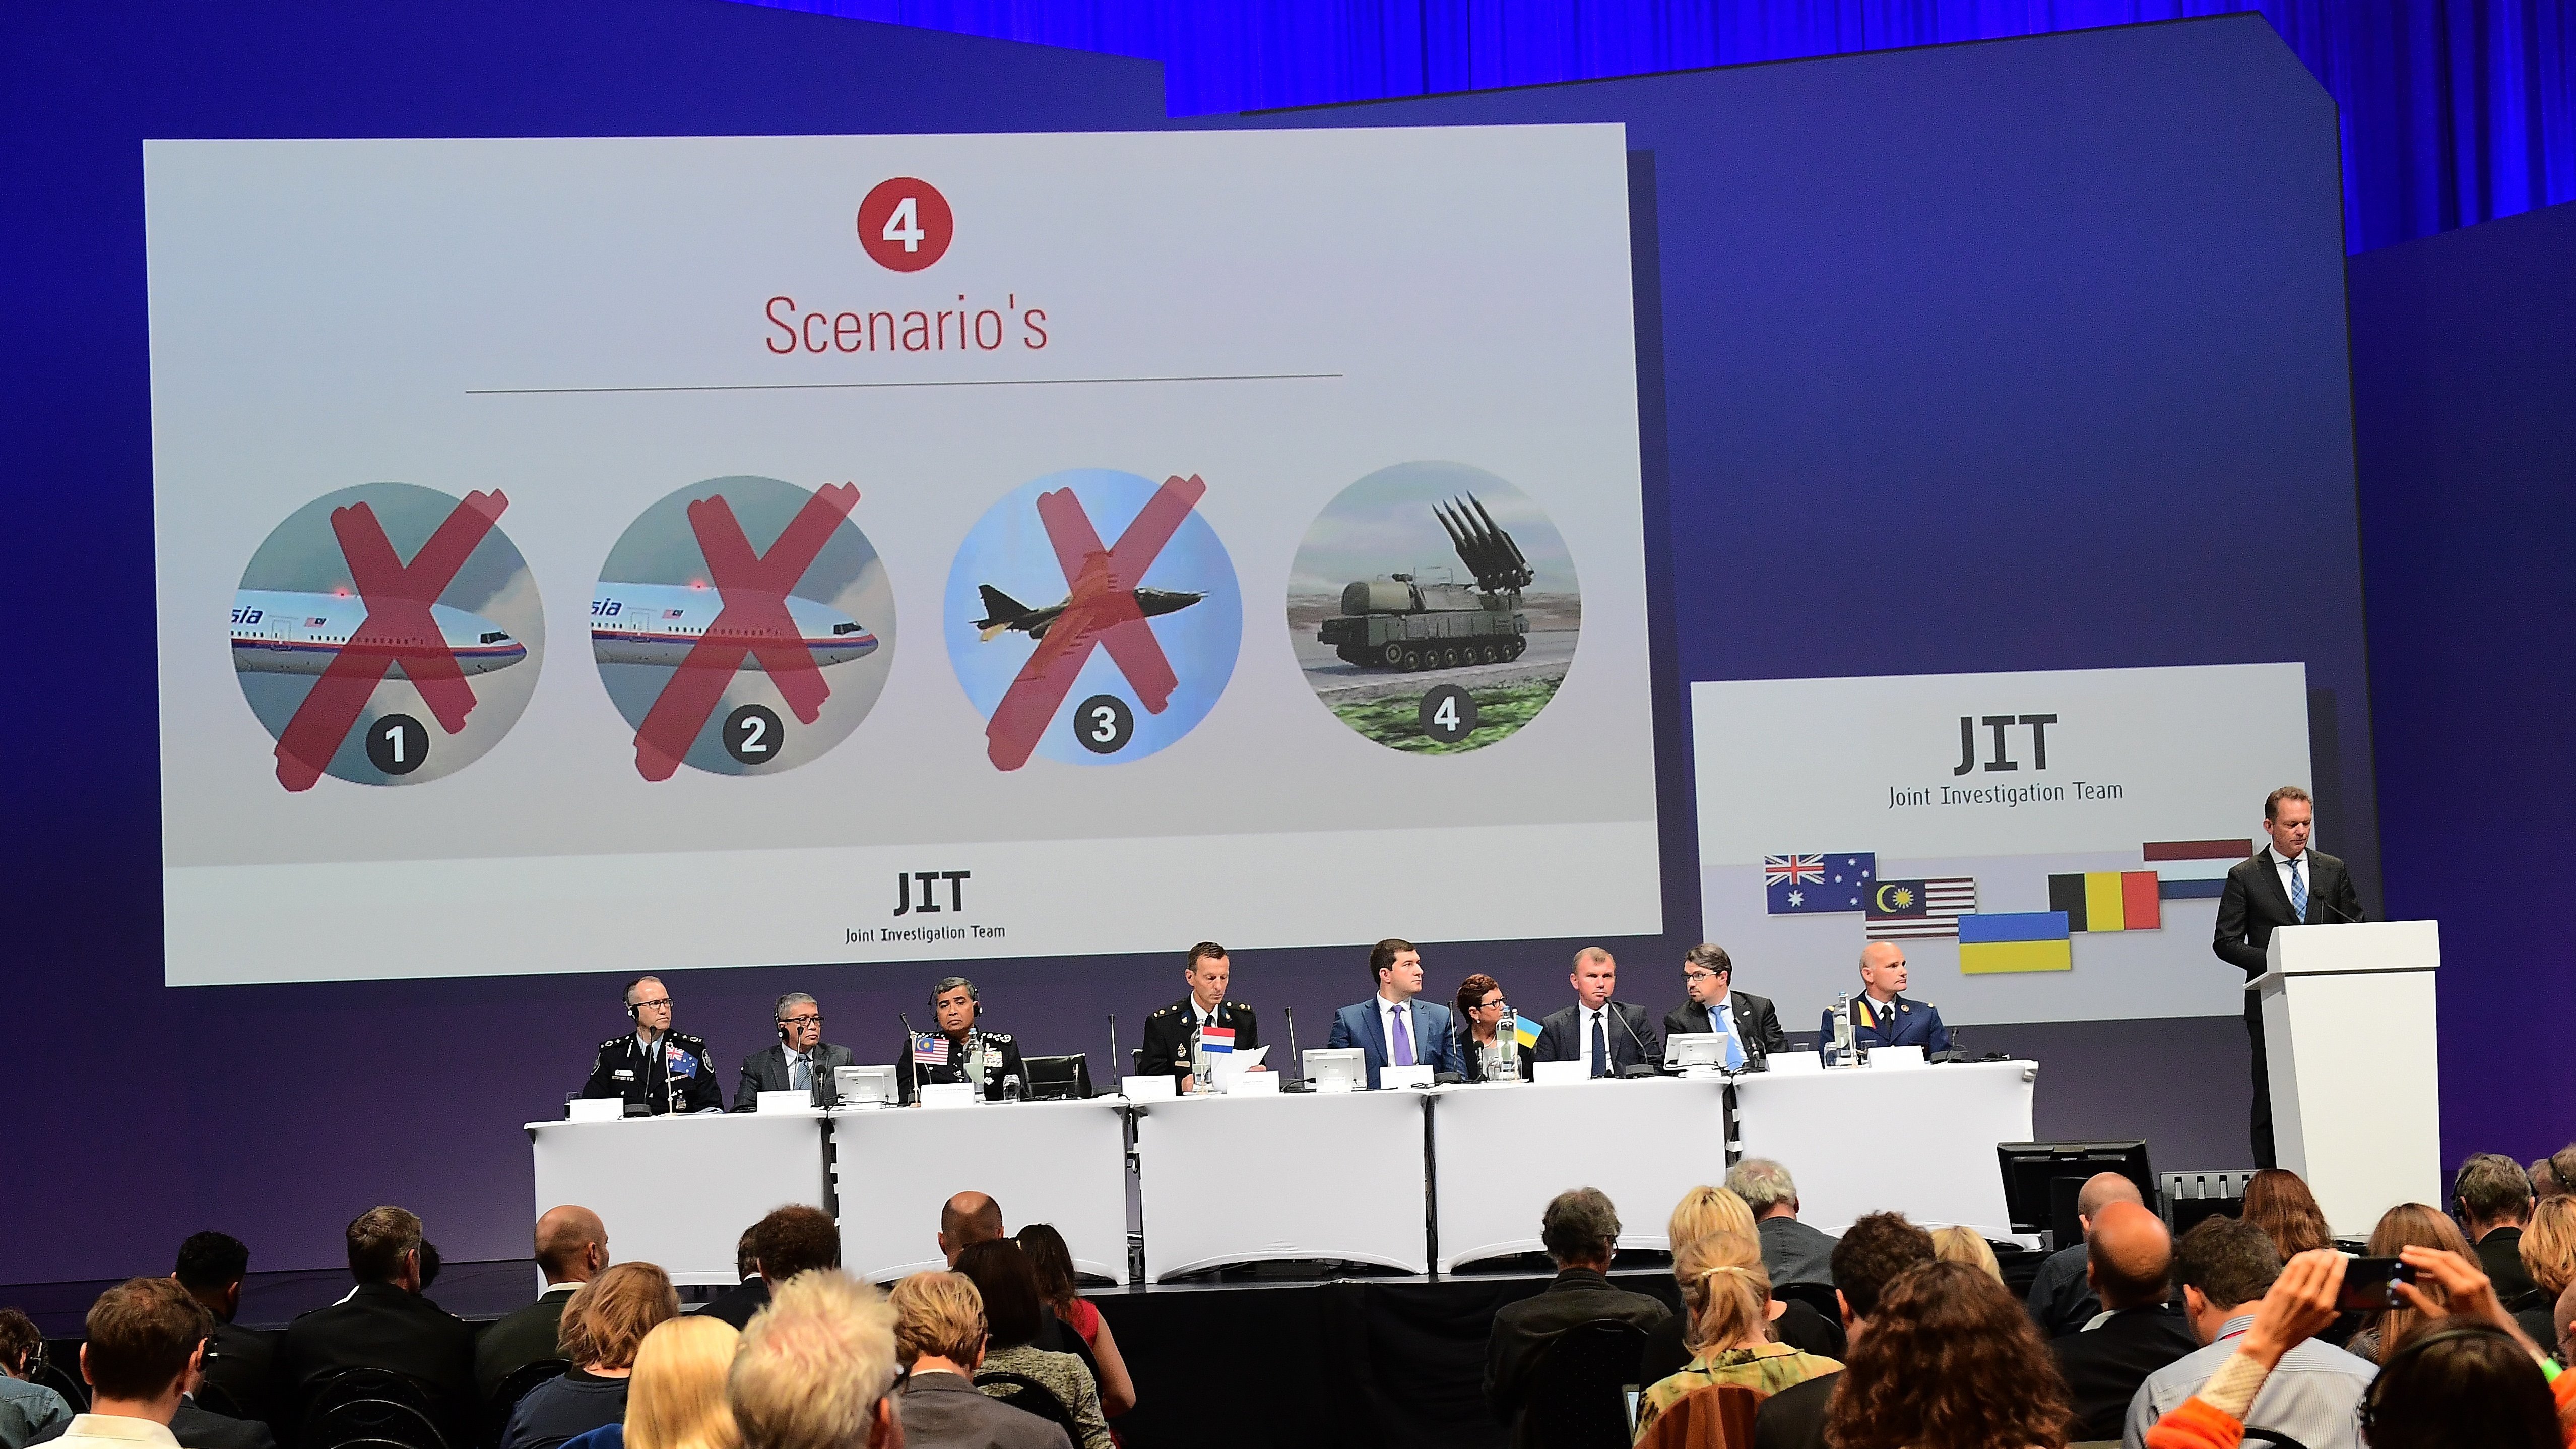 4
Scenario's
sia
sia
1
2
3
4
JIT
Joint Investigation Team
JIT
Joint Investigation Team